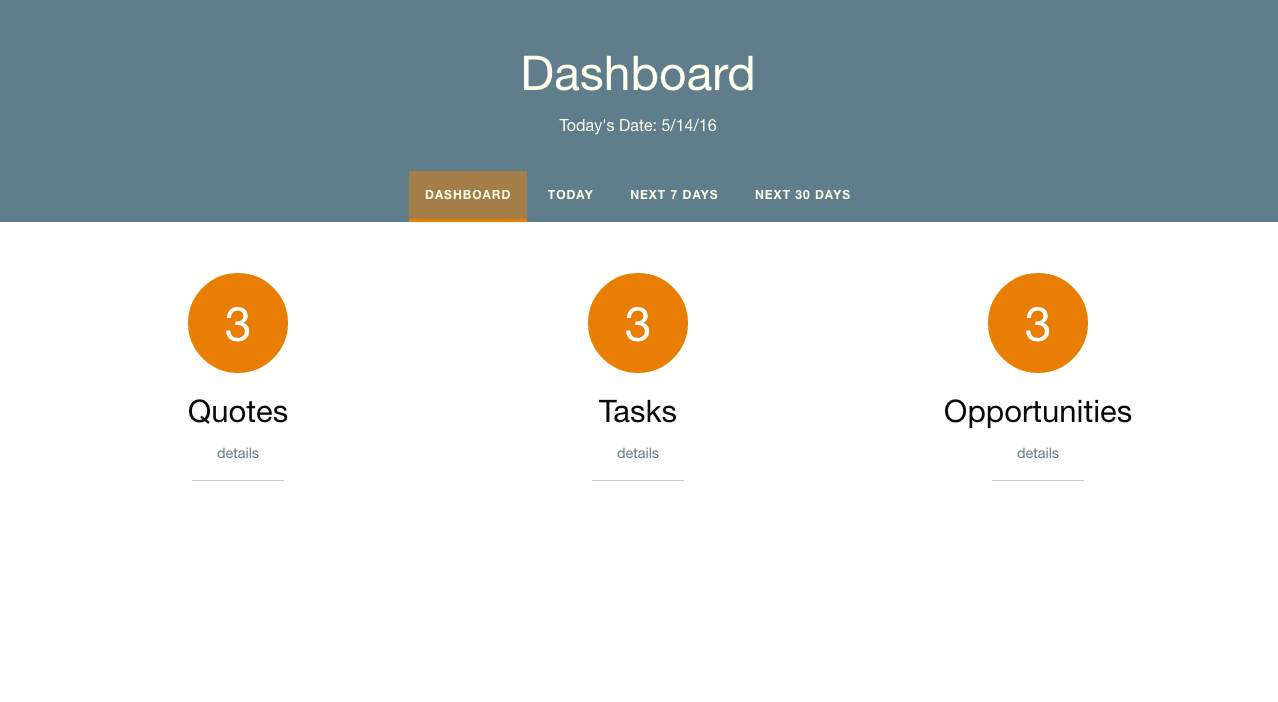 Dashboard
Today's Date: 5/14/16
DASHBOARD TODAY NEXT 7 DAYS NEXT 30 DAYS
3 3 3
Quotes Tasks Opportunities
details details details